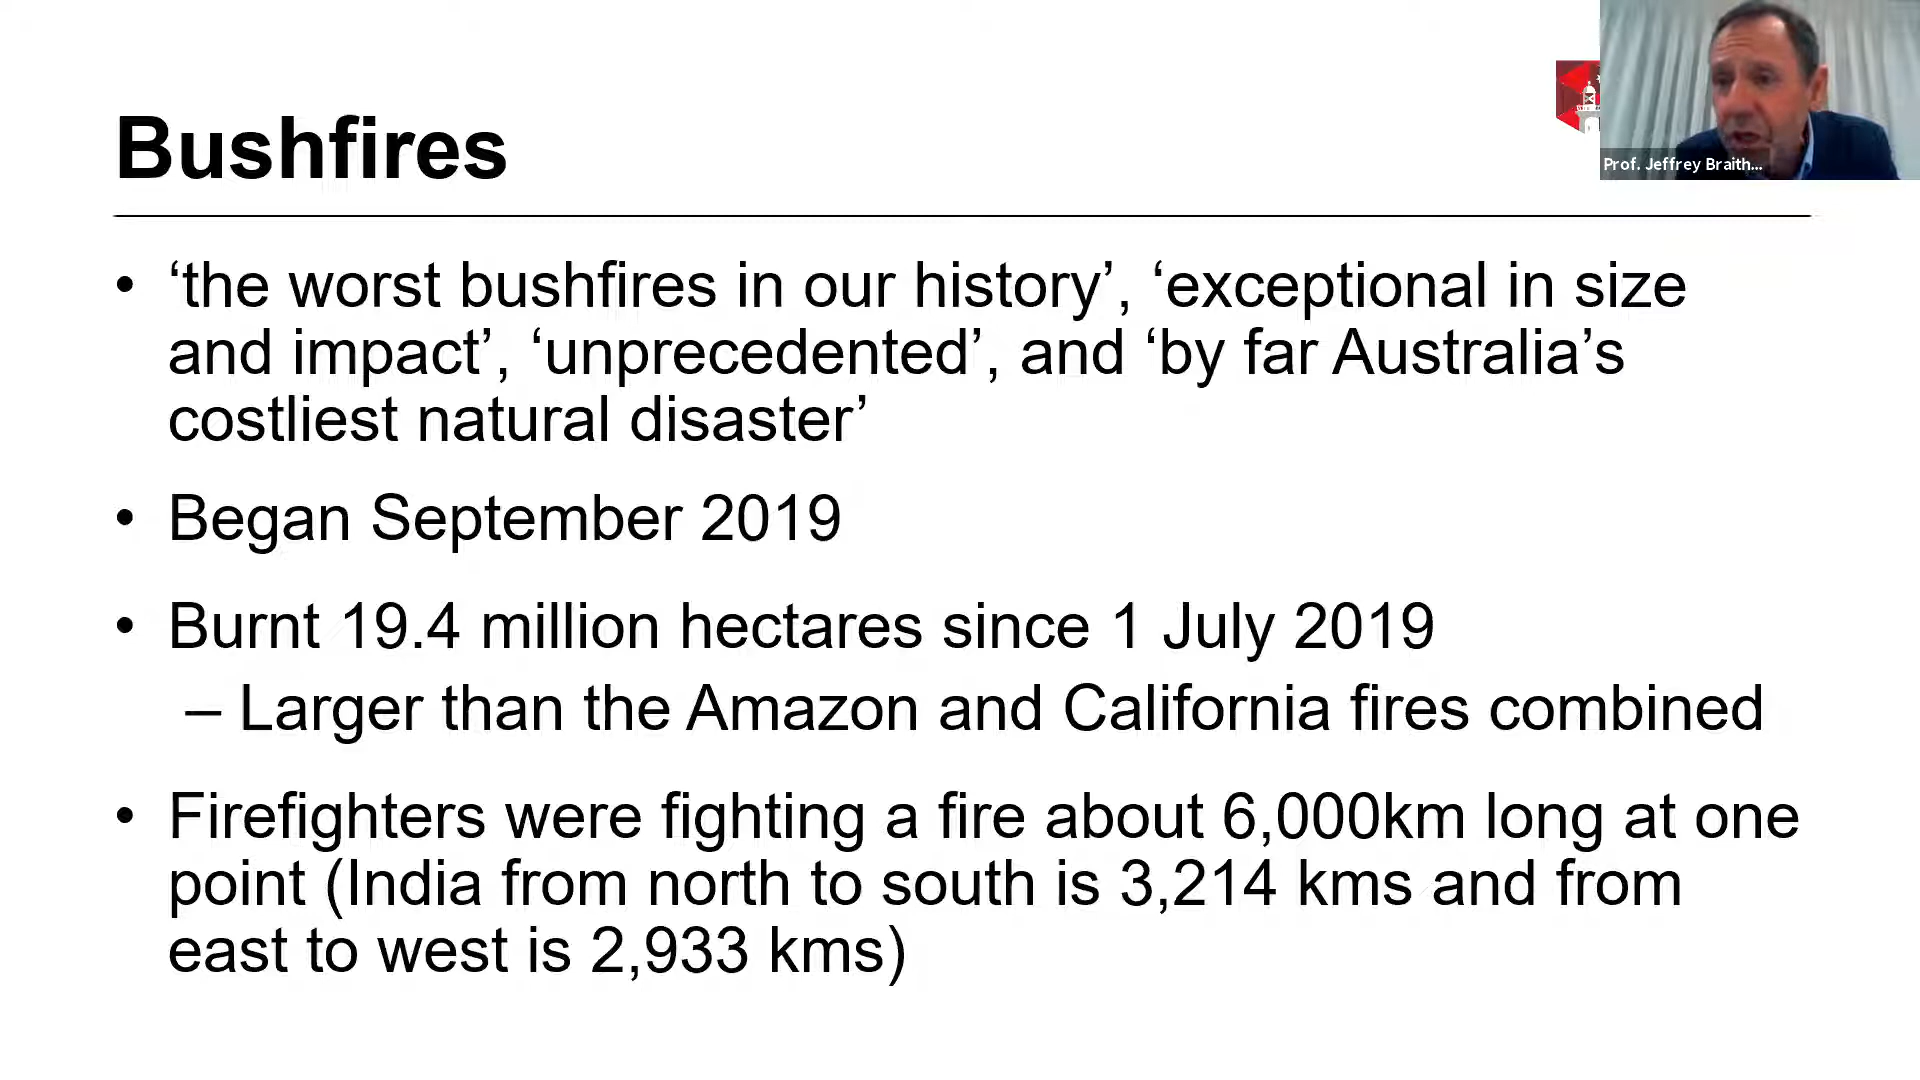 Bushfires
Prof. Jeffrey Braith...
• ‘the worst bushfires in our history’, ‘exceptional in size
and impact’, ‘unprecedented’, and ‘by far Australia’s
costliest natural disaster’
• Began September 2019
• Burnt 19.4 million hectares since 1 July 2019
– Larger than the Amazon and California fires combined
• Firefighters were fighting a fire about 6,000km long at one
point (India from north to south is 3,214 kms and from
east to west is 2,933 kms)